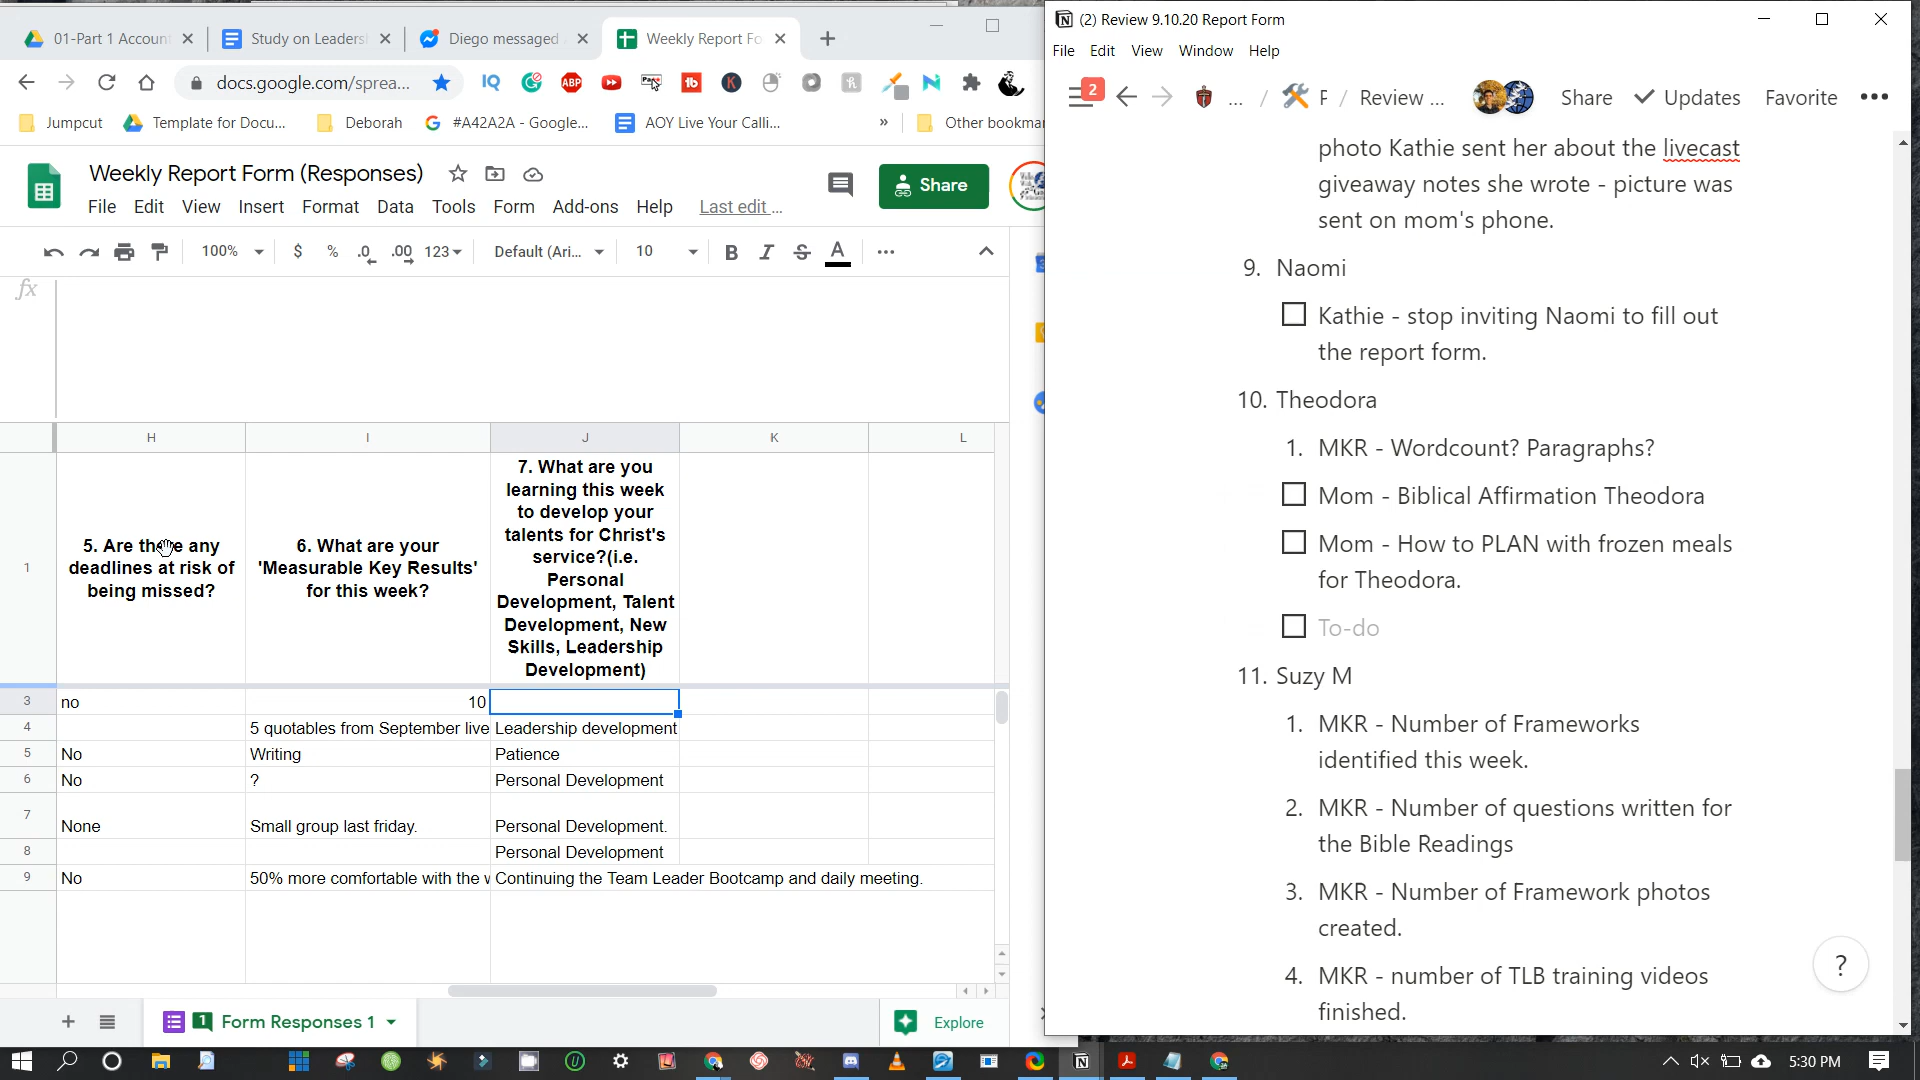 01-Part 1 Accoun
Study on Leaders
Diego messaged
Weekly Report Fo
docs.google.com/sprea...
Jumpcut
Template for Docu...
Deborah
#A42A2A - Google...
AOY Live Your Calli...
»
Other bookmar
Weekly Report Form (Responses)
Share
File Edit View Insert Format Data Tools Form Add-ons Help Last edit ...
100% $ % .0 .00 123 Default (Ari... 10 B I S A
fx
H I J K L
1
5. Are there any
deadlines at risk of
being missed?
6. What are your
'Measurable Key Results'
for this week?
7. What are you
learning this week
to develop your
talents for Christ's
service?(i.e.
Personal
Development, Talent
Development, New
Skills, Leadership
Development)
3 no 10
4 5 quotables from September live Leadership development
5 No Writing Patience
6 No ? Personal Development
7 None Small group last friday. Personal Development.
8 Personal Development
9 No 50% more comfortable with the Continuing the Team Leader Bootcamp and daily meeting.
1 Form Responses 1
Explore
(2) Review 9.10.20 Report Form
File Edit View Window Help
2
... / F / Review ...
Share Updates Favorite
photo Kathie sent her about the livecast
giveaway notes she wrote - picture was
sent on mom's phone.
9. Naomi
Kathie - stop inviting Naomi to fill out
the report form.
10. Theodora
1. MKR - Wordcount? Paragraphs?
Mom - Biblical Affirmation Theodora
Mom - How to PLAN with frozen meals
for Theodora.
To-do
11. Suzy M
1. MKR - Number of Frameworks
identified this week.
2. MKR - Number of questions written for
the Bible Readings
3. MKR - Number of Framework photos
created.
4. MKR - number of TLB training videos
finished.
?
5:30 PM